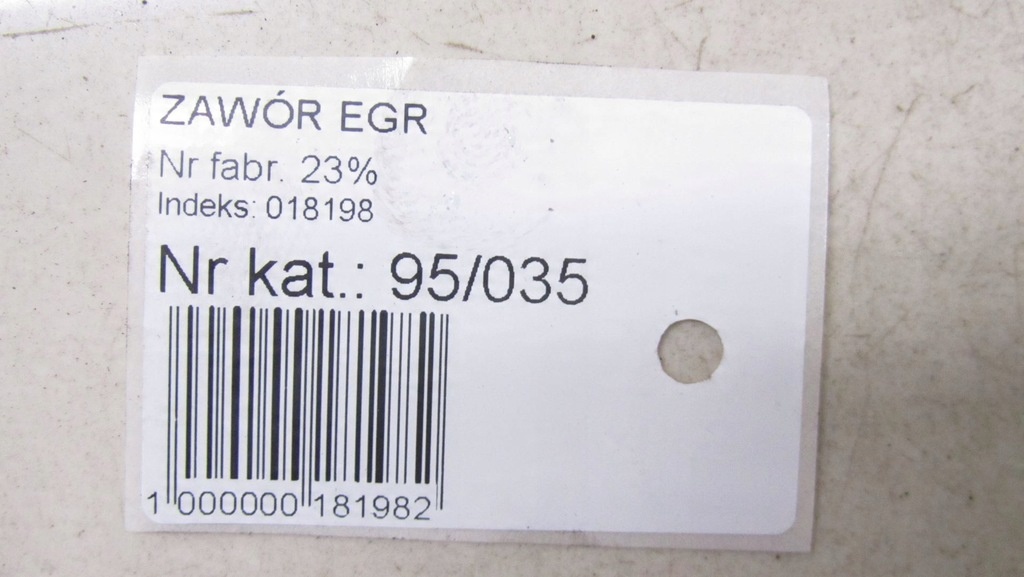 ZAWÓR EGR
Nr fabr. 23%
Indeks: 018198
Nr kat.: 95/035
1 000000 181982